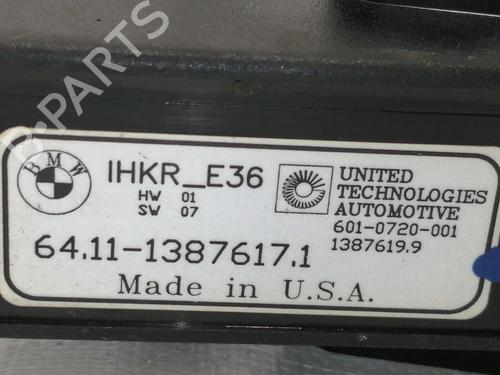 B-PARTS
BMW
IHKR_E36
HW 01
SW 07
UNITED
TECHNOLOGIES
AUTOMOTIVE
601-0720-001
1387619.9
64.11-1387617.1
Made in U.S.A.